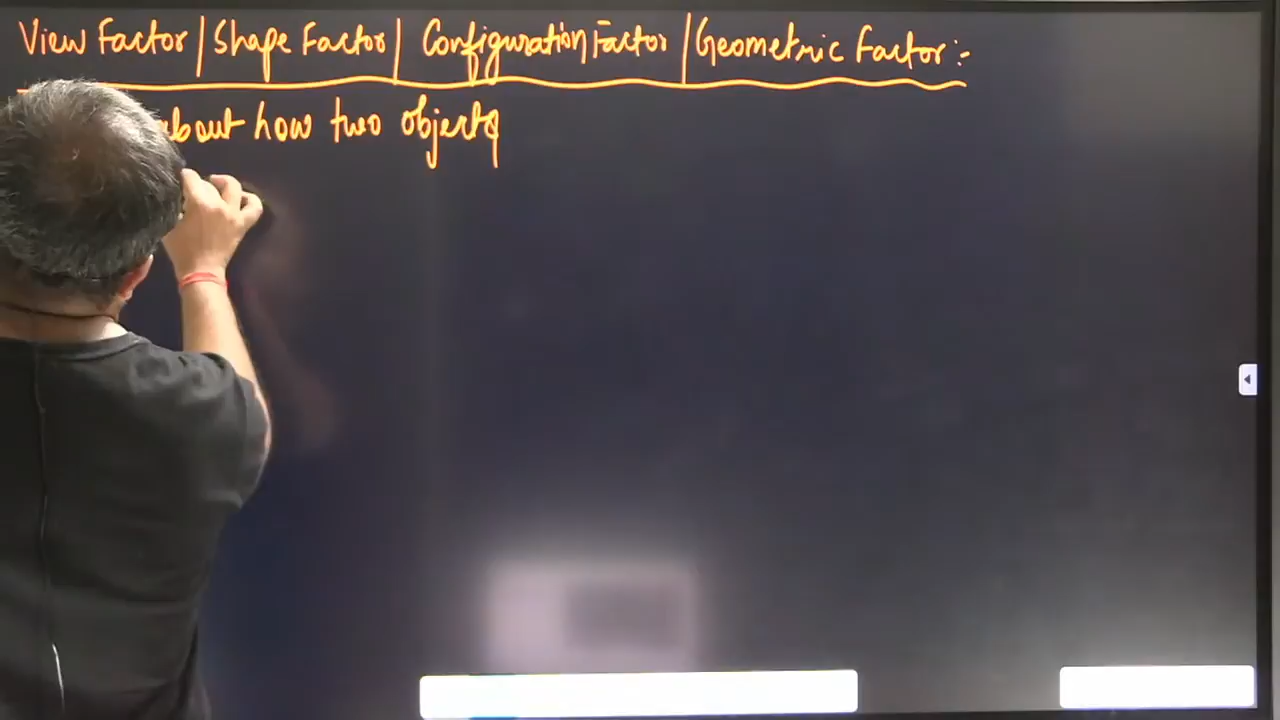 View Factor | Shape Factor | Configuration Factor | Geometric Factor :-
about how two objects